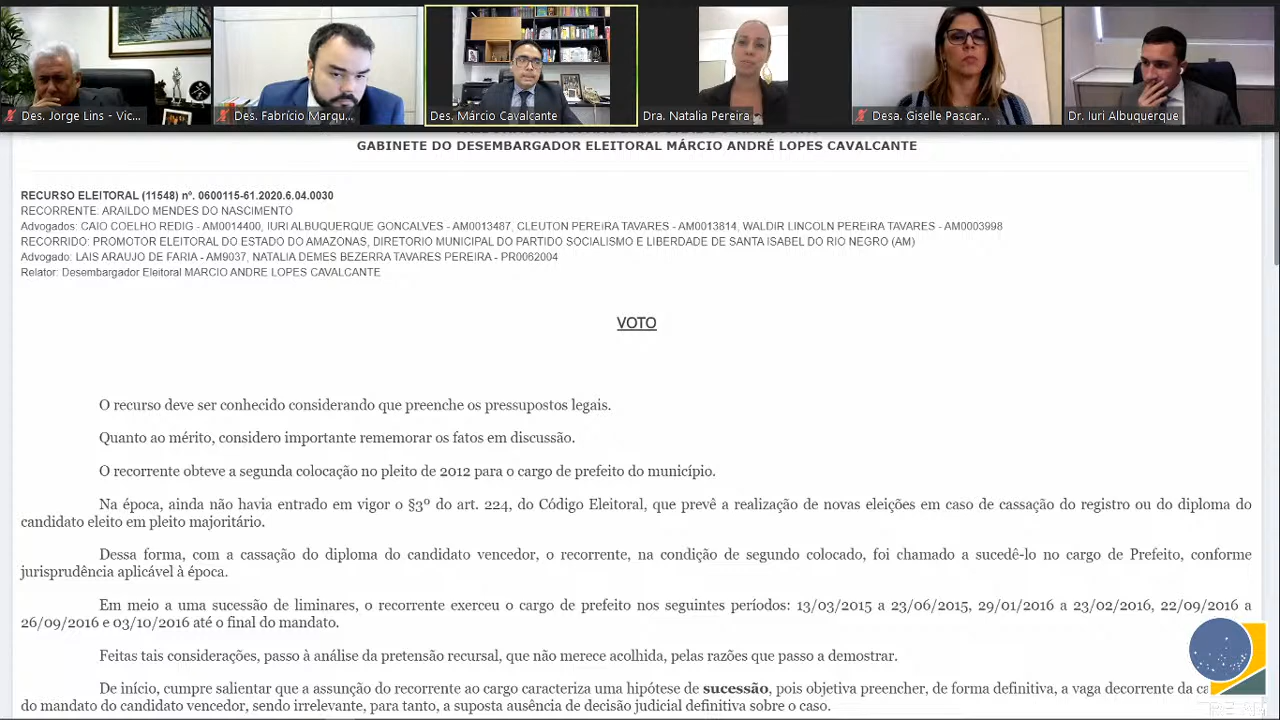 Des. Jorge Lins - Vic...
Des. Fabrício Marqu...
Des. Márcio Cavalcante
Dra. Natalia Pereira
Desa. Giselle Pascar...
Dr. Iuri Albuquerque
GABINETE DO DESEMBARGADOR ELEITORAL MÁRCIO ANDRÉ LOPES CAVALCANTE
RECURSO ELEITORAL (11548) nº. 0600115-61.2020.6.04.0030
RECORRENTE: ARAILDO MENDES DO NASCIMENTO
Advogados: CAIO COELHO REDIG - AM0014400, IURI ALBUQUERQUE GONCALVES - AM0013487, CLEUTON PEREIRA TAVARES - AM0013814, WALDIR LINCOLN PEREIRA TAVARES - AM0003998
RECORRIDO: PROMOTOR ELEITORAL DO ESTADO DO AMAZONAS, DIRETORIO MUNICIPAL DO PARTIDO SOCIALISMO E LIBERDADE DE SANTA ISABEL DO RIO NEGRO (AM)
Advogado: LAIS ARAUJO DE FARIA - AM9037, NATALIA DEMES BEZERRA TAVARES PEREIRA - PR0062004
Relator: Desembargador Eleitoral MARCIO ANDRE LOPES CAVALCANTE
VOTO
O recurso deve ser conhecido considerando que preenche os pressupostos legais.
Quanto ao mérito, considero importante rememorar os fatos em discussão.
O recorrente obteve a segunda colocação no pleito de 2012 para o cargo de prefeito do município.
Na época, ainda não havia entrado em vigor o §3º do art. 224, do Código Eleitoral, que prevê a realização de novas eleições em caso de cassação do registro ou do diploma do
candidato eleito em pleito majoritário.
Dessa forma, com a cassação do diploma do candidato vencedor, o recorrente, na condição de segundo colocado, foi chamado a sucedê-lo no cargo de Prefeito, conforme
jurisprudência aplicável à época.
Em meio a uma sucessão de liminares, o recorrente exerceu o cargo de prefeito nos seguintes períodos: 13/03/2015 a 23/06/2015, 29/01/2016 a 23/02/2016, 22/09/2016 a
26/09/2016 e 03/10/2016 até o final do mandato.
Feitas tais considerações, passo à análise da pretensão recursal, que não merece acolhida, pelas razões que passo a demostrar.
De início, cumpre salientar que a assunção do recorrente ao cargo caracteriza uma hipótese de sucessão, pois objetiva preencher, de forma definitiva, a vaga decorrente da
do mandato do candidato vencedor, sendo irrelevante, para tanto, a suposta ausência de decisão judicial definitiva sobre o caso.